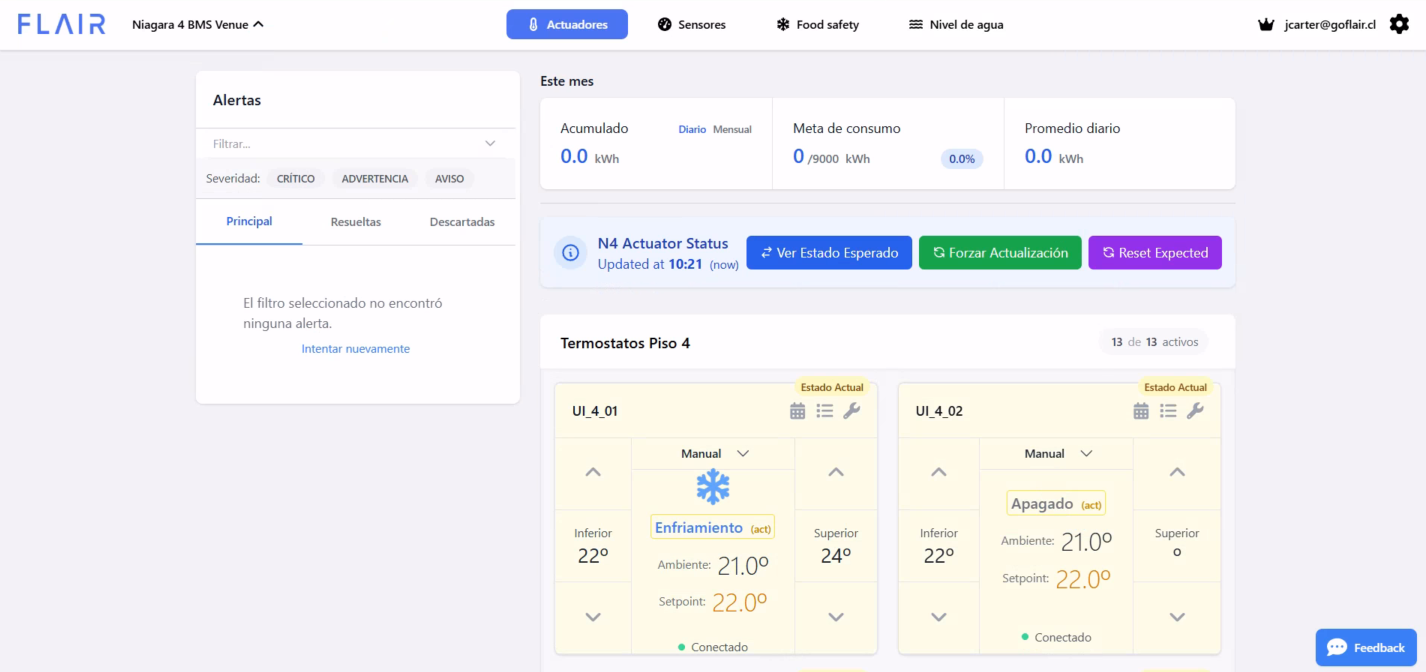 FLAIR
Niagara 4 BMS Venue
Actuadores
Sensores
Food safety
Nivel de agua
jcarter@goflair.cl
Alertas
Filtrar...
Severidad: CRÍTICO ADVERTENCIA AVISO
Principal Resueltas Descartadas
El filtro seleccionado no encontró
ninguna alerta.
Intentar nuevamente
Este mes
Acumulado Diario Mensual
0.0 kWh
Meta de consumo
0 /9000 kWh 0.0%
Promedio diario
0.0 kWh
N4 Actuator Status
Updated at 10:21 (now)
Ver Estado Esperado
Forzar Actualización
Reset Expected
Termostatos Piso 4
13 de 13 activos
Estado Actual
UI_4_01
Manual
Enfriamiento (act)
Inferior
22º
Ambiente: 21.0º
Setpoint: 22.0º
Superior
24º
Conectado
Estado Actual
UI_4_02
Manual
Apagado (act)
Inferior
22º
Ambiente: 21.0º
Setpoint: 22.0º
Superior
º
Conectado
Feedback